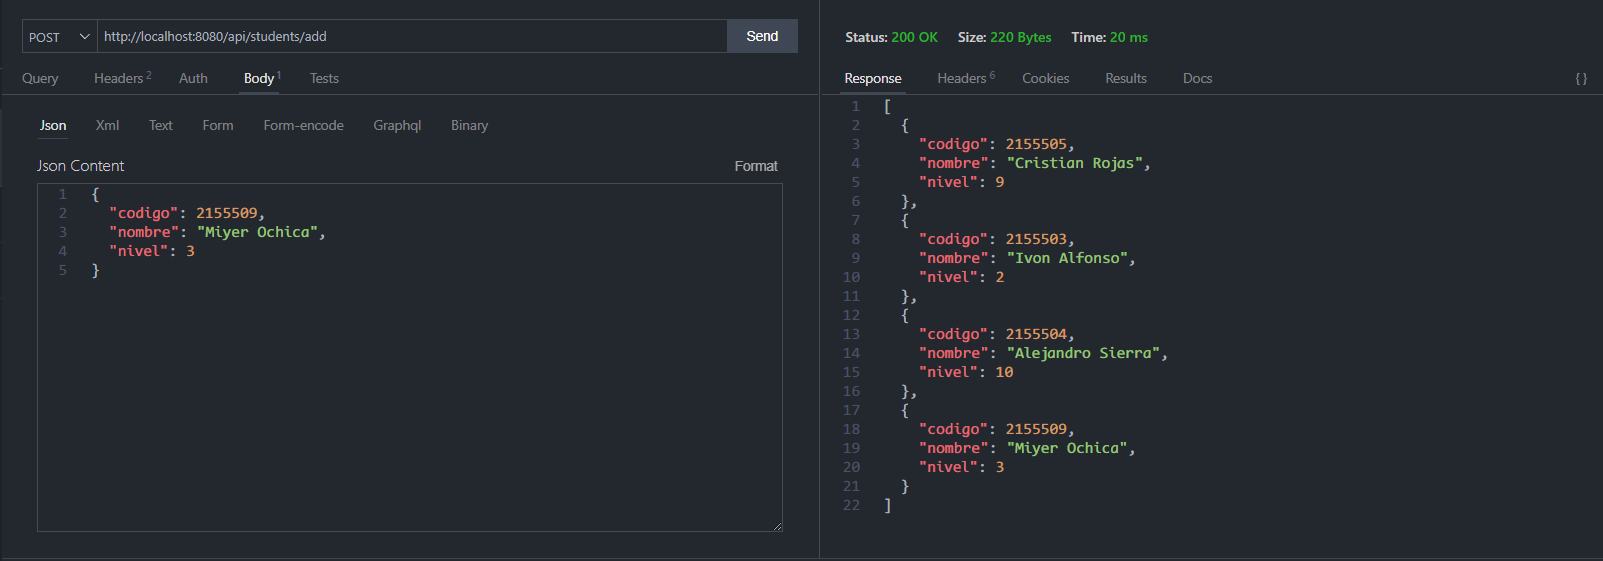 POST http://localhost:8080/api/students/add Send
Query Headers 2 Auth Body 1 Tests
Json Xml Text Form Form-encode Graphql Binary
Json Content Format
1 {
2 "codigo": 2155509,
3 "nombre": "Miyer Ochica",
4 "nivel": 3
5 }
Status: 200 OK Size: 220 Bytes Time: 20 ms
Response Headers 6 Cookies Results Docs {}
1 [
2 {
3 "codigo": 2155505,
4 "nombre": "Cristian Rojas",
5 "nivel": 9
6 },
7 {
8 "codigo": 2155503,
9 "nombre": "Ivon Alfonso",
10 "nivel": 2
11 },
12 {
13 "codigo": 2155504,
14 "nombre": "Alejandro Sierra",
15 "nivel": 10
16 },
17 {
18 "codigo": 2155509,
19 "nombre": "Miyer Ochica",
20 "nivel": 3
21 }
22 ]